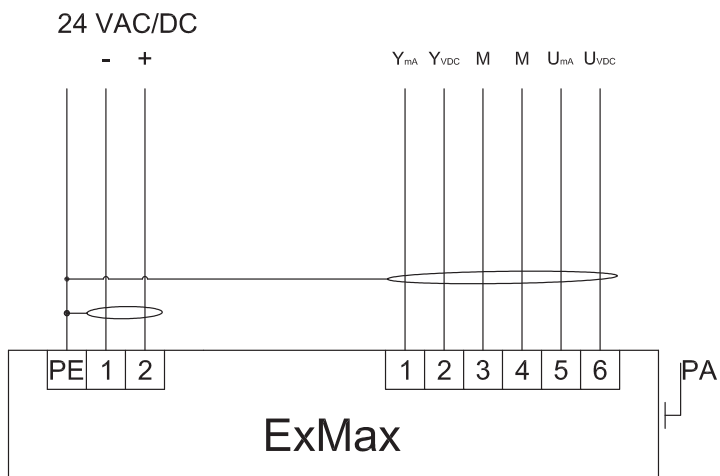 24 VAC/DC
- + YmA YVDC M M UmA UVDC
PE 1 2 1 2 3 4 5 6 PA
ExMax